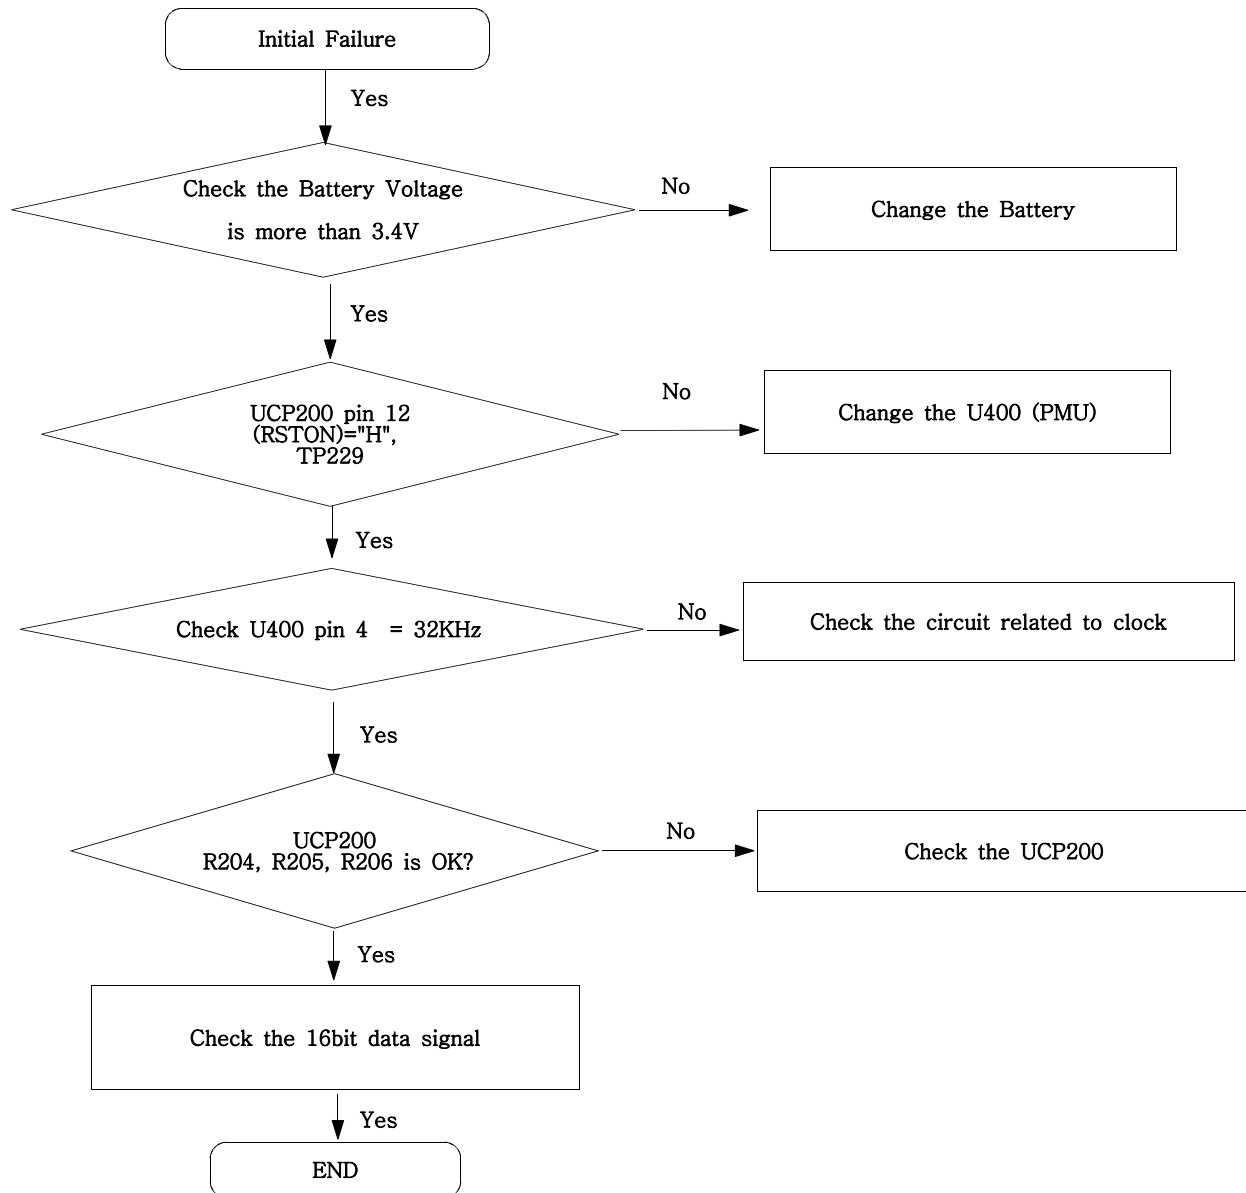 Initial Failure
Yes
Check the Battery Voltage
is more than 3.4V
No
Change the Battery
Yes
UCP200 pin 12
(RSTON)="H",
TP229
No
Change the U400 (PMU)
Yes
Check U400 pin 4  = 32KHz
No
Check the circuit related to clock
Yes
UCP200
R204, R205, R206 is OK?
No
Check the UCP200
Yes
Check the 16bit data signal
Yes
END